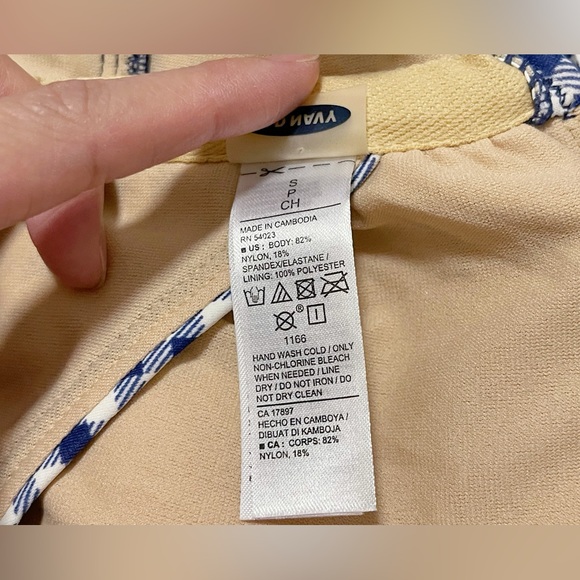 NAVY
S
P
CH
MADE IN CAMBODIA
RN 54023
■ US : BODY: 82%
NYLON, 18%
SPANDEX/ELASTANE /
LINING: 100% POLYESTER
®
I
1166
HAND WASH COLD / ONLY
NON-CHLORINE BLEACH
WHEN NEEDED / LINE
DRY / DO NOT IRON / DO
NOT DRY CLEAN
CA 17897
HECHO EN CAMBOYA /
DIBUAT DI KAMBOJA
■ CA : CORPS: 82%
NYLON, 18%